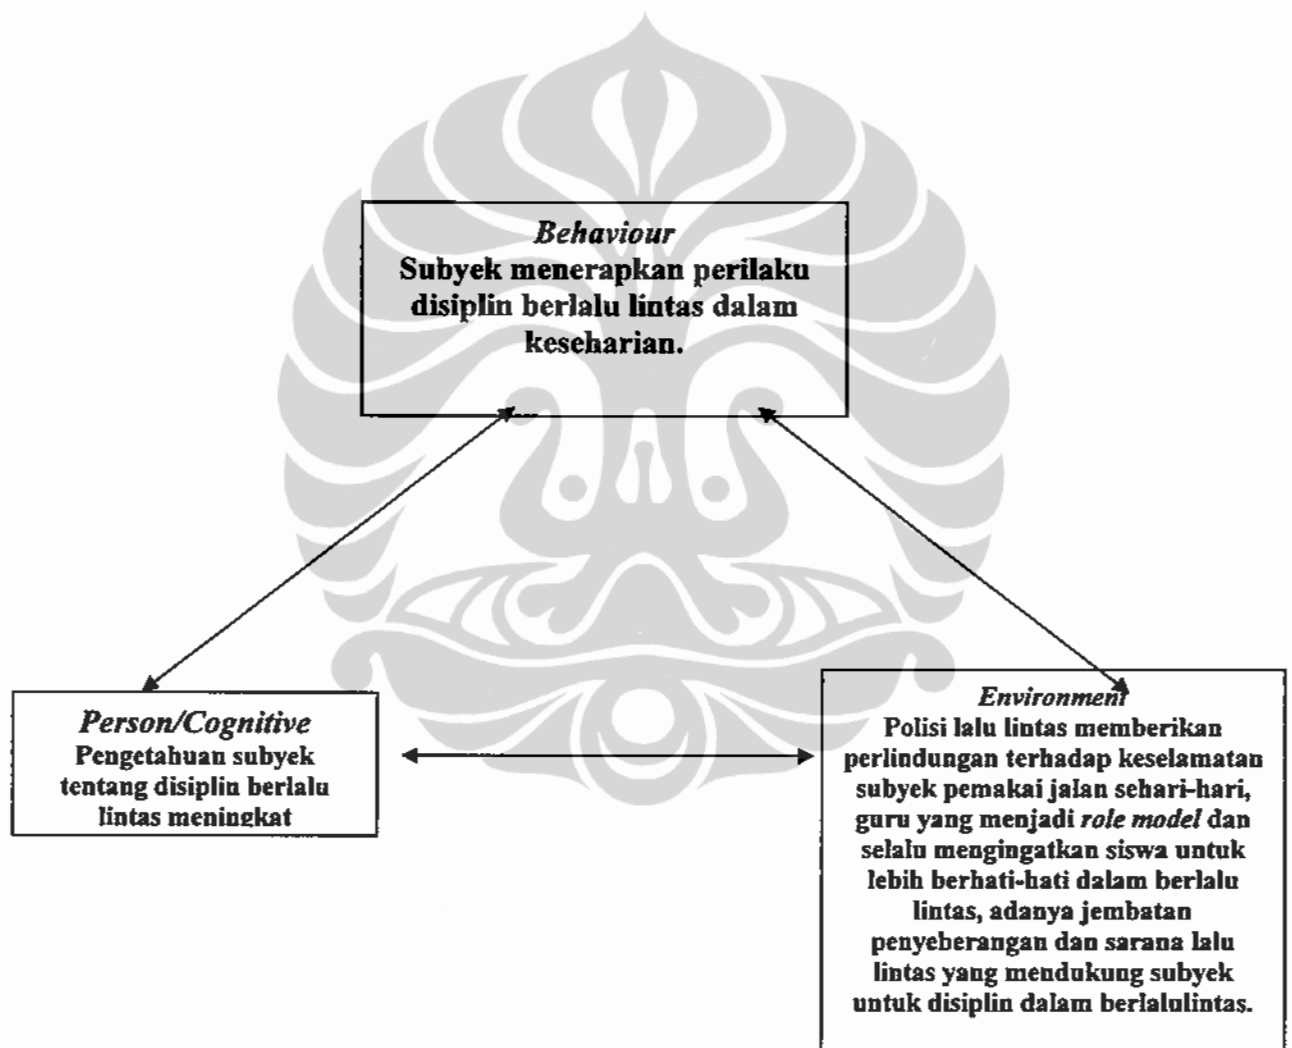 Behaviour
Subyek menerapkan perilaku
disiplin berlalu lintas dalam
keseharian.
Person/Cognitive
Pengetahuan subyek
tentang disiplin berlalu
lintas meningkat
Environment
Polisi lalu lintas memberikan
perlindungan terhadap keselamatan
subyek pemakai jalan sehari-hari,
guru yang menjadi role model dan
selalu mengingatkan siswa untuk
lebih berhati-hati dalam berlalu
lintas, adanya jembatan
penyeberangan dan sarana lalu
lintas yang mendukung subyek
untuk disiplin dalam berlalulintas.